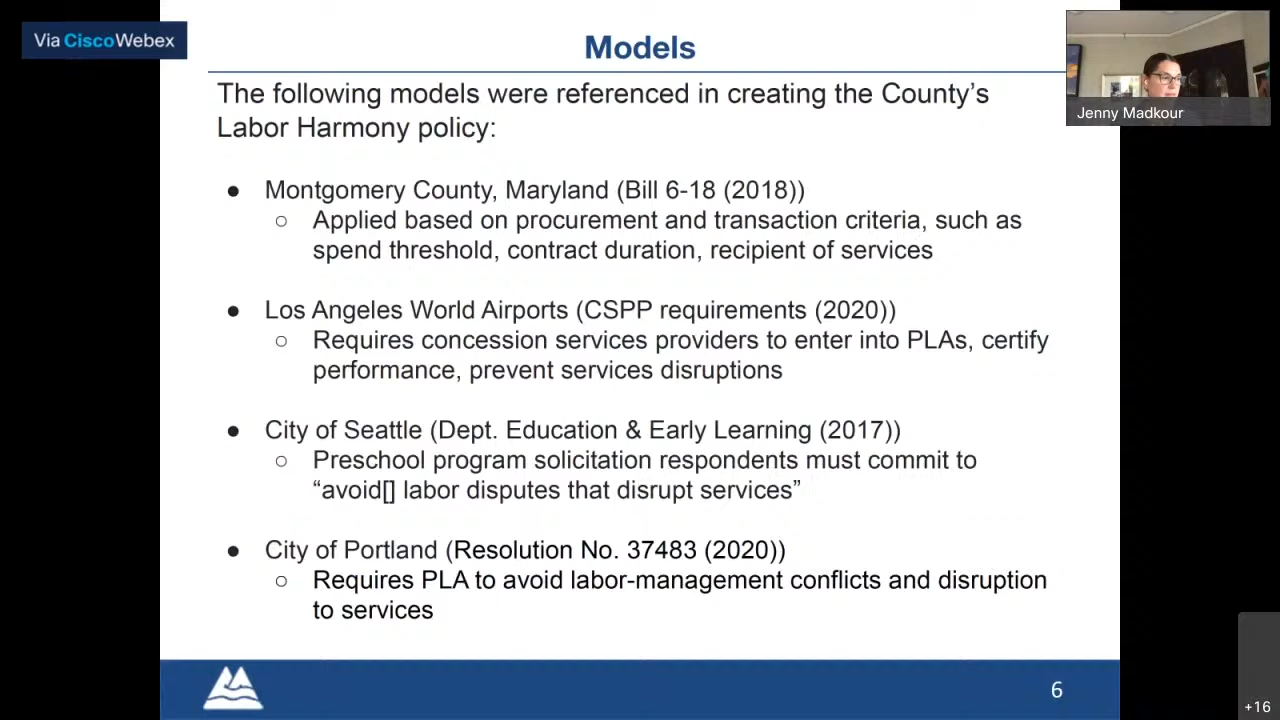 Via CiscoWebex
Models
Jenny Madkour
The following models were referenced in creating the County’s
Labor Harmony policy:
● Montgomery County, Maryland (Bill 6-18 (2018))
○ Applied based on procurement and transaction criteria, such as
spend threshold, contract duration, recipient of services
● Los Angeles World Airports (CSPP requirements (2020))
○ Requires concession services providers to enter into PLAs, certify
performance, prevent services disruptions
● City of Seattle (Dept. Education & Early Learning (2017))
○ Preschool program solicitation respondents must commit to
“avoid[] labor disputes that disrupt services”
● City of Portland (Resolution No. 37483 (2020))
○ Requires PLA to avoid labor-management conflicts and disruption
to services
6
+16